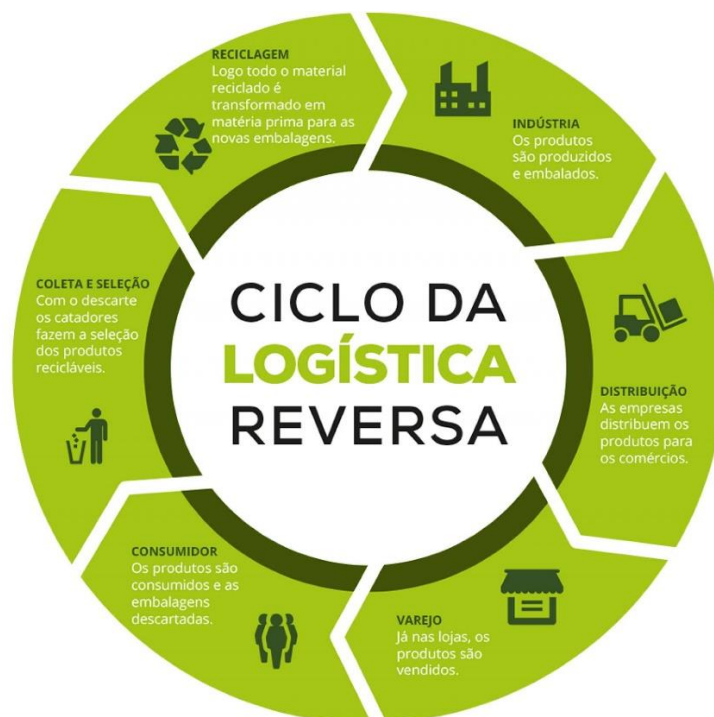 CICLO DA
LOGÍSTICA
REVERSA
INDÚSTRIA
Os produtos
são produzidos
e embalados.
DISTRIBUIÇÃO
As empresas
distribuem os
produtos para
os comércios.
VAREJO
Já nas lojas, os
produtos são
vendidos.
CONSUMIDOR
Os produtos são
consumidos e as
embalagens
descartadas.
COLETA E SELEÇÃO
Com o descarte
os catadores
fazem a seleção
dos produtos
recicláveis.
RECICLAGEM
Logo todo o material
reciclado é
transformado em
matéria prima para as
novas embalagens.